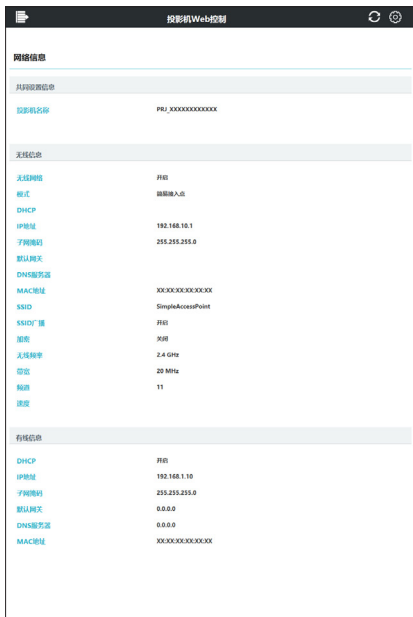 投影机Web控制
网络信息
共同设置信息
投影机名称 PRJ_XXXXXXXXXXXX
无线信息
无线网络 开启
模式 简易接入点
DHCP
IP地址 192.168.10.1
子网掩码 255.255.255.0
默认网关
DNS服务器
MAC地址 XX:XX:XX:XX:XX:XX
SSID SimpleAccessPoint
SSID广播 开启
加密 关闭
无线频率 2.4 GHz
带宽 20 MHz
频道 11
速度
有线信息
DHCP 开启
IP地址 192.168.1.10
子网掩码 255.255.255.0
默认网关 0.0.0.0
DNS服务器 0.0.0.0
MAC地址 XX:XX:XX:XX:XX:XX